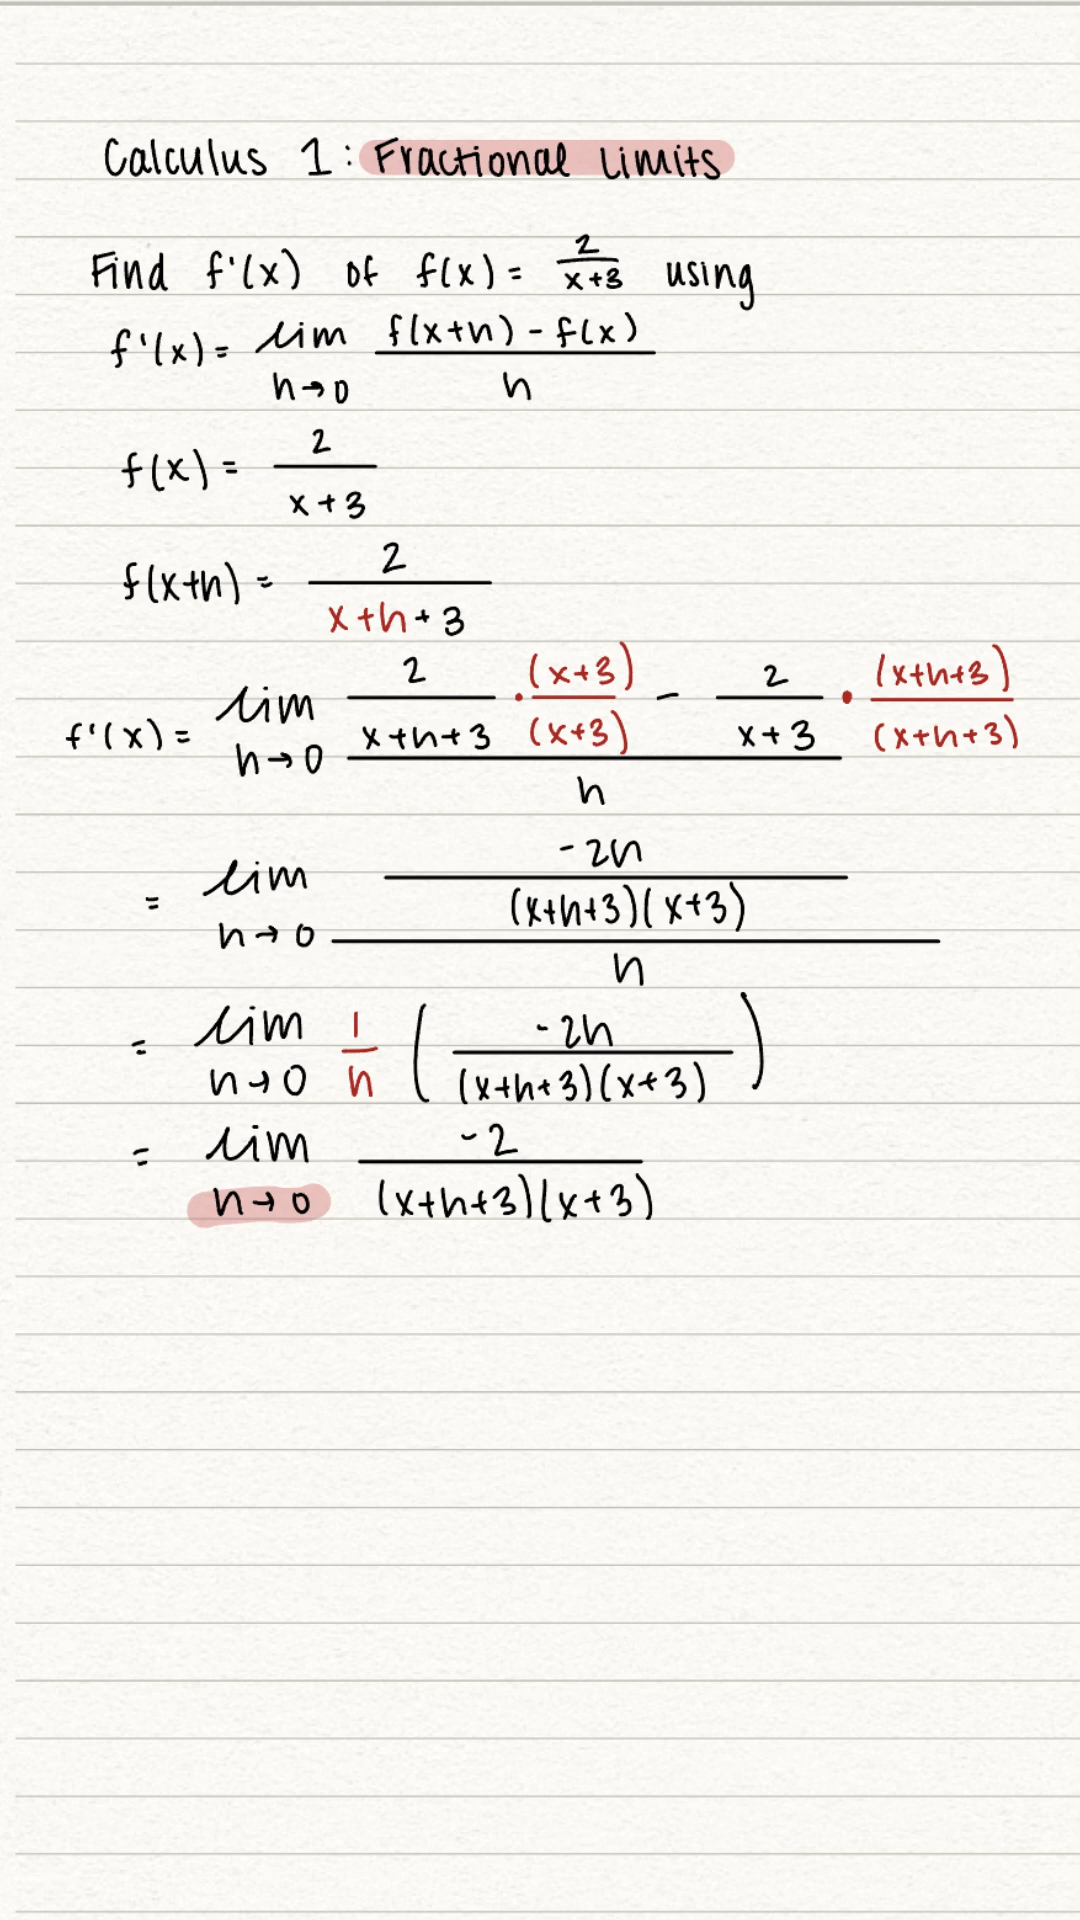 Calculus 1: Fractional Limits
Find f'(x) of f(x) = 2/(x+3) using
f'(x) = lim h→0 (f(x+h) - f(x))/h
f(x) = 2/(x+3)
f(x+h) = 2/(x+h+3)
f'(x) = lim h→0 (2/(x+h+3) · (x+3)/(x+3) - 2/(x+3) · (x+h+3)/(x+h+3))/h
= lim h→0 (-2h/((x+h+3)(x+3)))/h
= lim h→0 1/h (-2h/((x+h+3)(x+3)))
= lim h→0 -2/((x+h+3)(x+3))